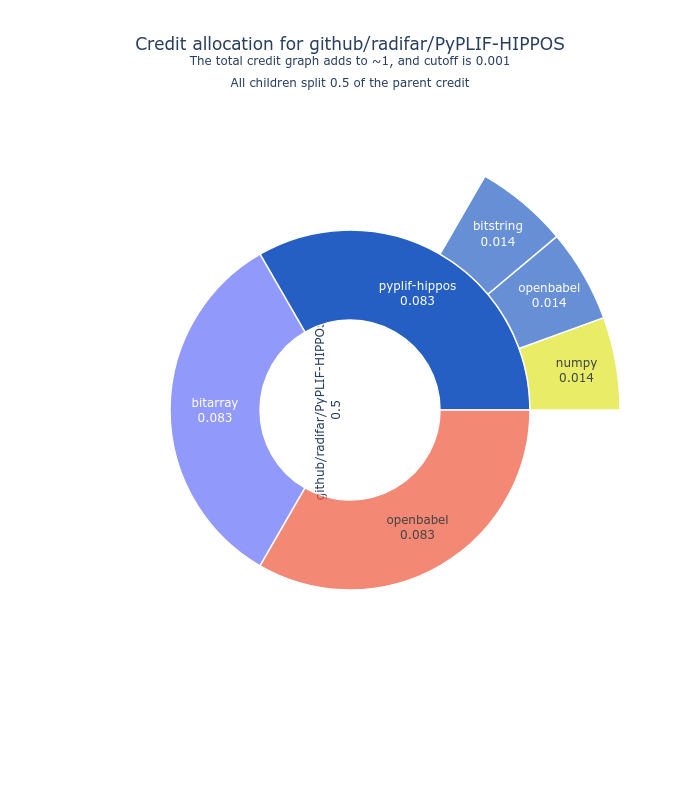 Credit allocation for github/radifar/PyPLIF-HIPPOS
The total credit graph adds to ~1, and cutoff is 0.001
All children split 0.5 of the parent credit
bitstring
0.014
openbabel
0.014
pyplif-hippos
0.083
numpy
0.014
github/radifar/PyPLIF-HIPPOS
0.5
bitarray
0.083
openbabel
0.083